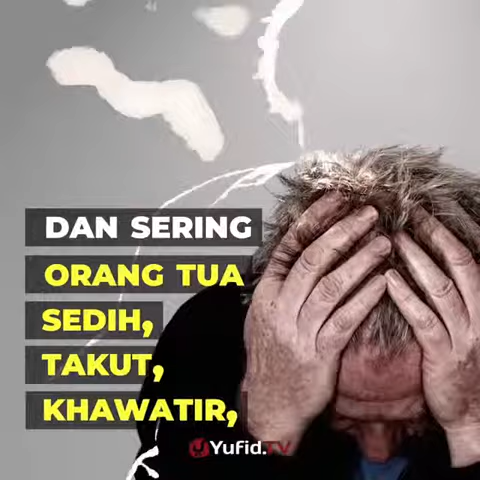 DAN SERING
ORANG TUA
SEDIH,
TAKUT,
KHAWATIR,
Yufid.TV